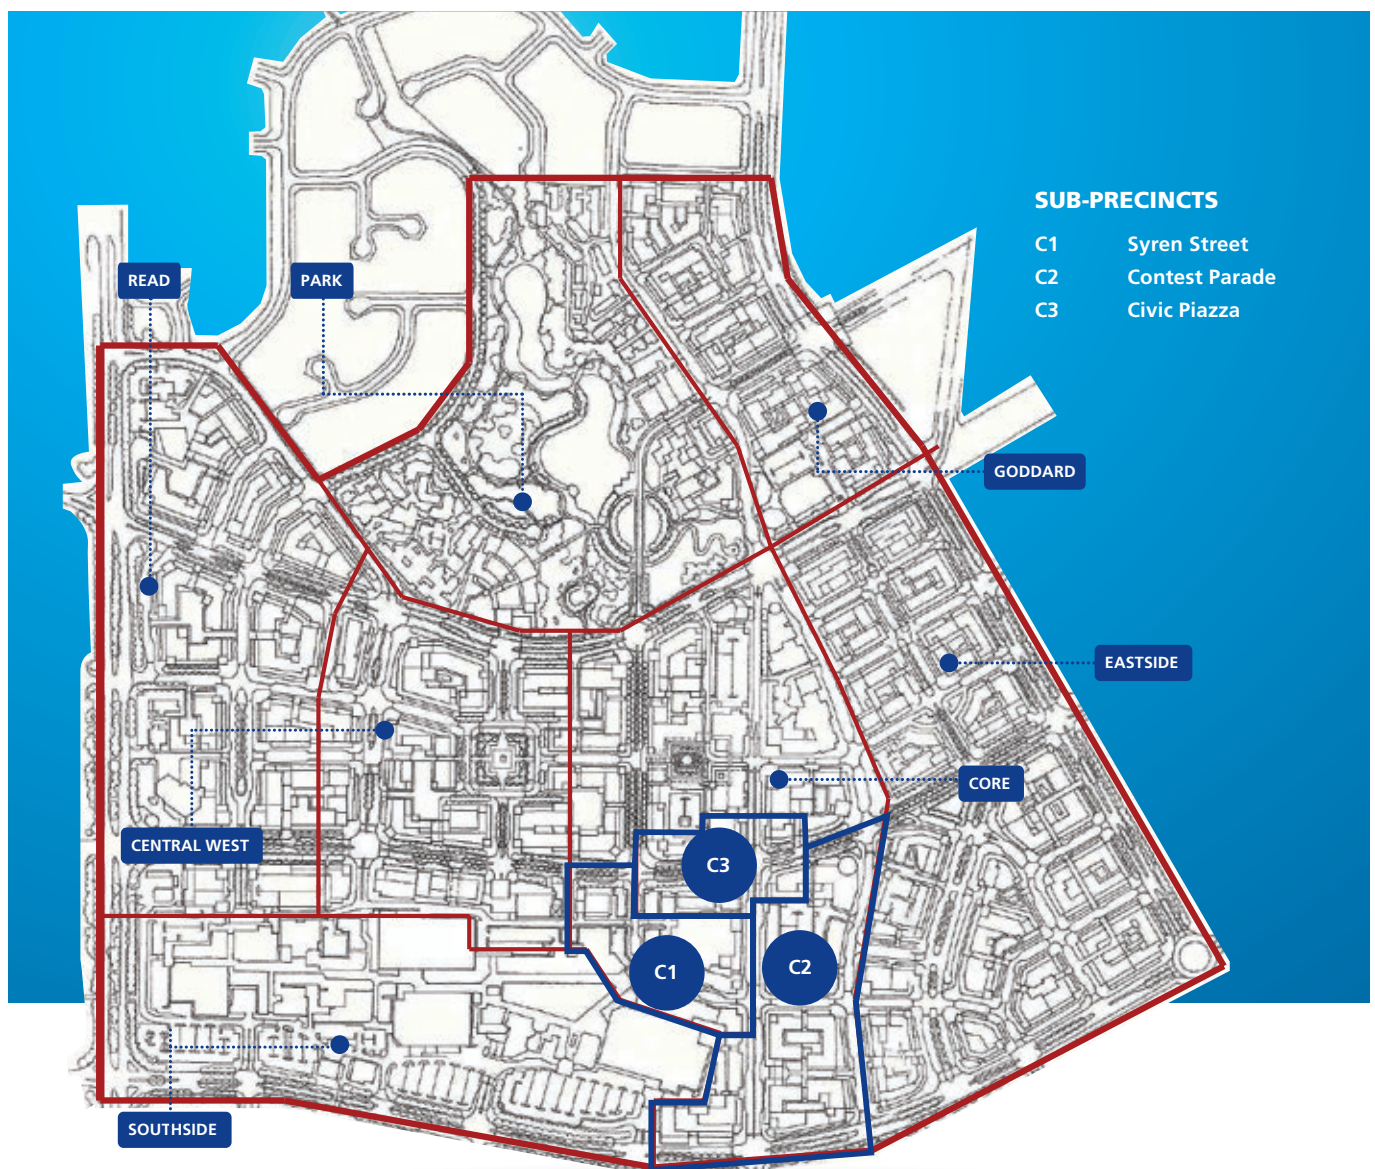 SUB-PRECINCTS
C1 Syren Street
C2 Contest Parade
C3 Civic Piazza
READ
PARK
GODDARD
EASTSIDE
CORE
CENTRAL WEST
C3
C1
C2
SOUTHSIDE